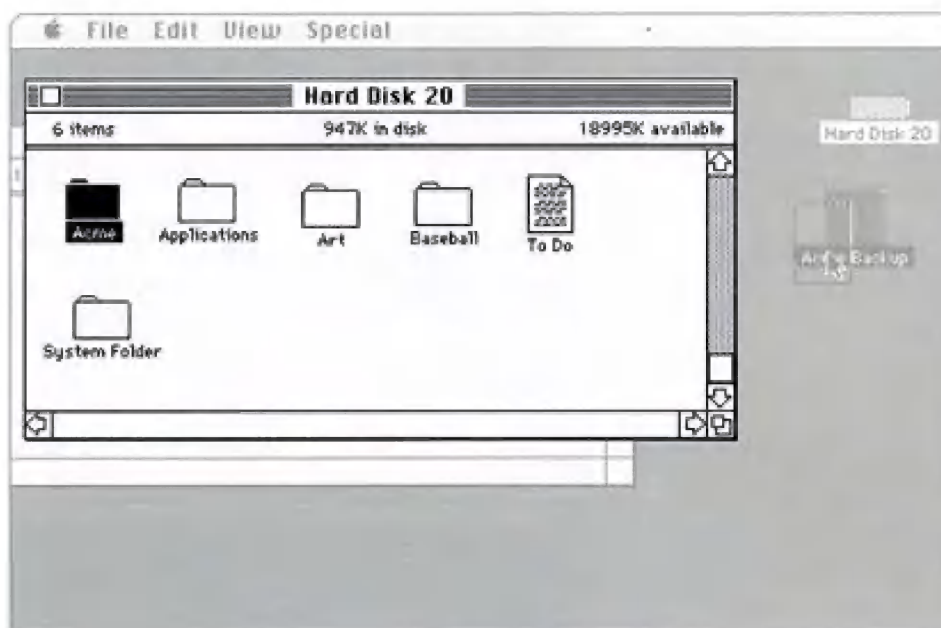 File Edit View Special
Hard Disk 20
6 items 947K in disk 18995K available
Acme Applications Art Baseball To Do
System Folder
Hard Disk 20
Backup